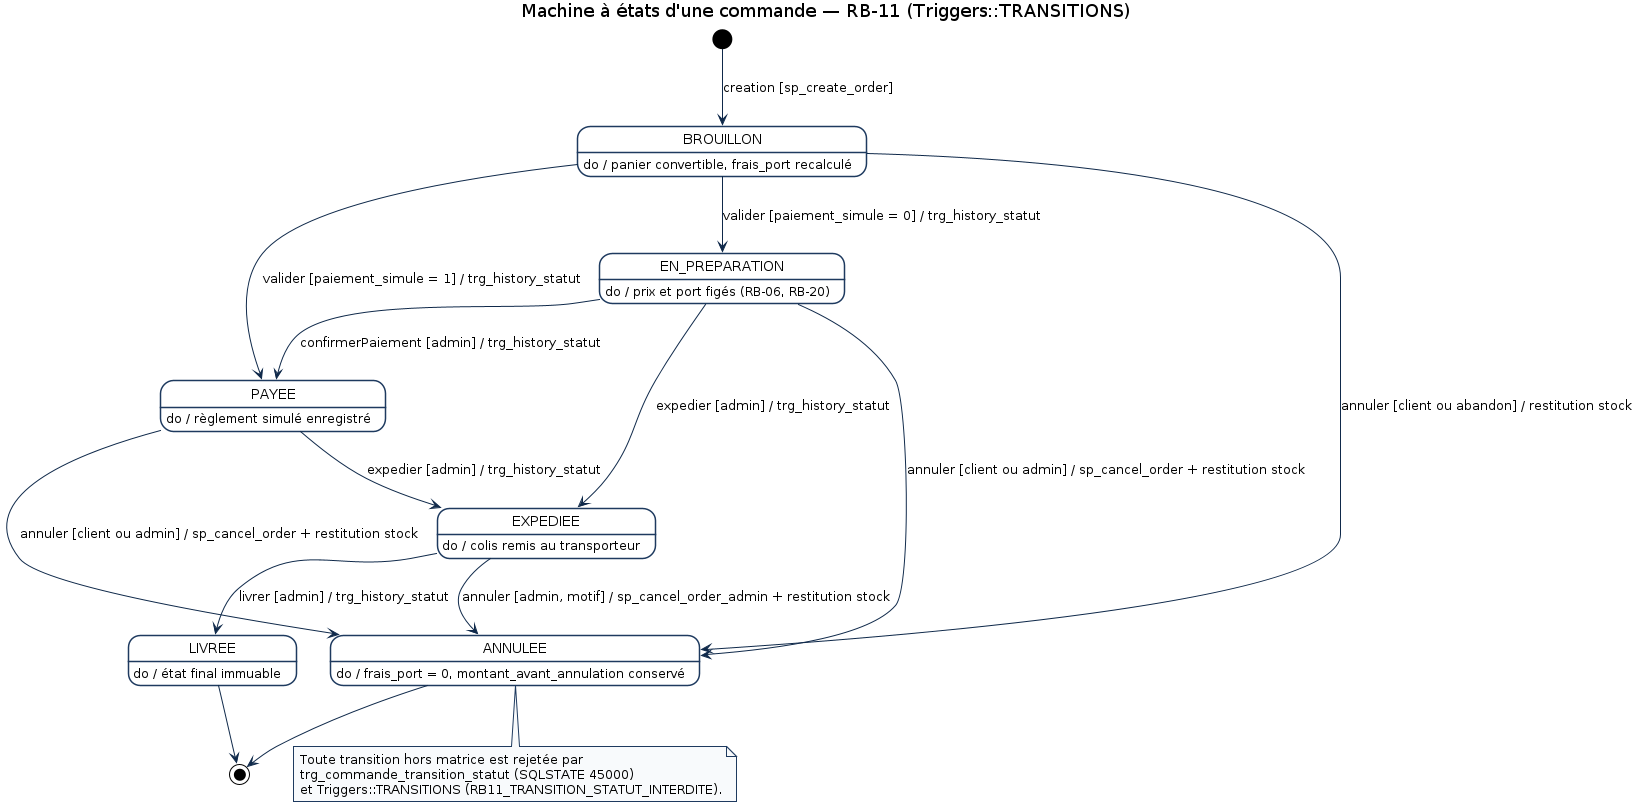 Machine à états d'une commande — RB-11 (Triggers::TRANSITIONS)
creation [sp_create_order]
BROUILLON
do / panier convertible, frais_port recalculé
valider [paiement_simule = 0] / trg_history_statut
EN_PREPARATION
do / prix et port figés (RB-06, RB-20)
valider [paiement_simule = 1] / trg_history_statut
confirmerPaiement [admin] / trg_history_statut
PAYEE
do / règlement simulé enregistré
expedier [admin] / trg_history_statut
annuler [client ou abandon] / restitution stock
expedier [admin] / trg_history_statut
annuler [client ou admin] / sp_cancel_order + restitution stock
EXPEDIEE
do / colis remis au transporteur
annuler [client ou admin] / sp_cancel_order + restitution stock
livrer [admin] / trg_history_statut
annuler [admin, motif] / sp_cancel_order_admin + restitution stock
LIVREE
do / état final immuable
ANNULEE
do / frais_port = 0, montant_avant_annulation conservé
Toute transition hors matrice est rejetée par
trg_commande_transition_statut (SQLSTATE 45000)
et Triggers::TRANSITIONS (RB11_TRANSITION_STATUT_INTERDITE).